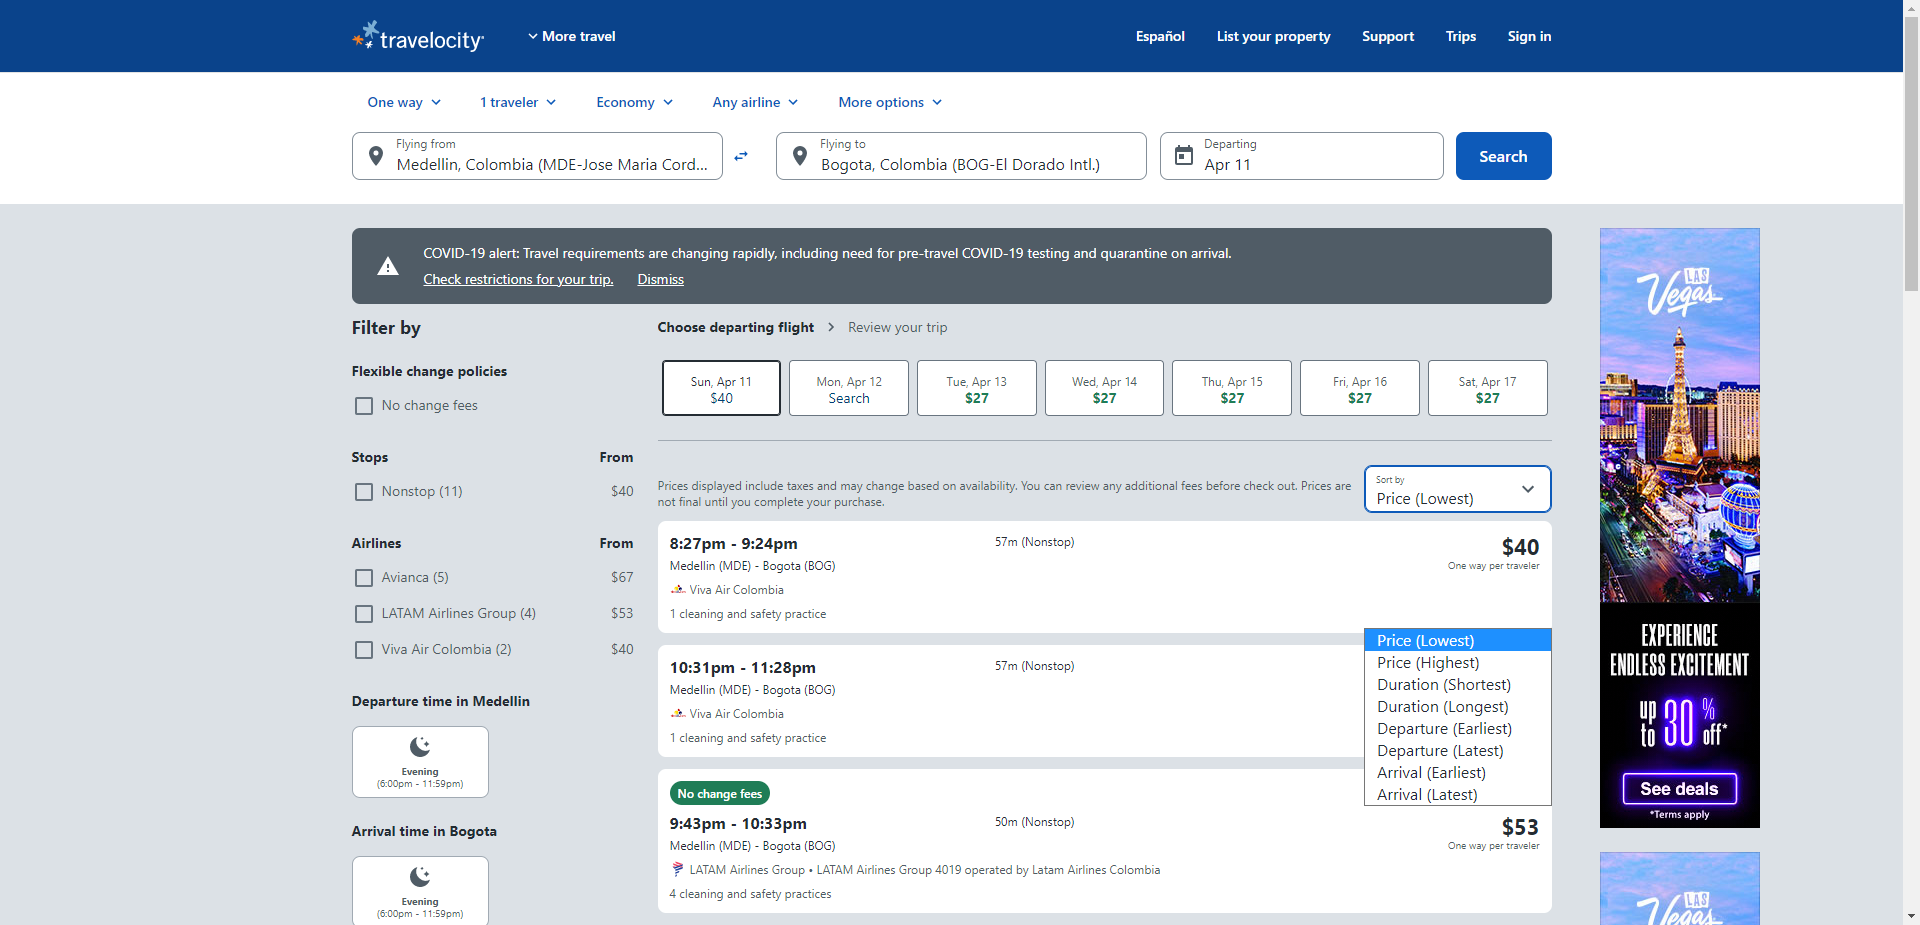 travelocity
More travel
Español
List your property
Support
Trips
Sign in
One way
1 traveler
Economy
Any airline
More options
Flying from
Medellin, Colombia (MDE-Jose Maria Cord...
Flying to
Bogota, Colombia (BOG-El Dorado Intl.)
Departing
Apr 11
Search
COVID-19 alert: Travel requirements are changing rapidly, including need for pre-travel COVID-19 testing and quarantine on arrival.
Check restrictions for your trip.
Dismiss
Filter by
Flexible change policies
No change fees
Stops From
Nonstop (11) $40
Airlines From
Avianca (5) $67
LATAM Airlines Group (4) $53
Viva Air Colombia (2) $40
Departure time in Medellin
Evening
(6:00pm - 11:59pm)
Arrival time in Bogota
Evening
(6:00pm - 11:59pm)
Choose departing flight
Review your trip
Sun, Apr 11
$40
Mon, Apr 12
Search
Tue, Apr 13
$27
Wed, Apr 14
$27
Thu, Apr 15
$27
Fri, Apr 16
$27
Sat, Apr 17
$27
Prices displayed include taxes and may change based on availability. You can review any additional fees before check out. Prices are
not final until you complete your purchase.
Sort by
Price (Lowest)
8:27pm - 9:24pm
57m (Nonstop)
$40
Medellin (MDE) - Bogota (BOG)
One way per traveler
Viva Air Colombia
1 cleaning and safety practice
10:31pm - 11:28pm
57m (Nonstop)
Medellin (MDE) - Bogota (BOG)
Viva Air Colombia
1 cleaning and safety practice
Price (Lowest)
Price (Highest)
Duration (Shortest)
Duration (Longest)
Departure (Earliest)
Departure (Latest)
Arrival (Earliest)
Arrival (Latest)
No change fees
9:43pm - 10:33pm
50m (Nonstop)
$53
Medellin (MDE) - Bogota (BOG)
One way per traveler
LATAM Airlines Group • LATAM Airlines Group 4019 operated by Latam Airlines Colombia
4 cleaning and safety practices
LAS
Vegas
EXPERIENCE
ENDLESS EXCITEMENT
up to 30% off*
See deals
*Terms apply
LAS
Vegas